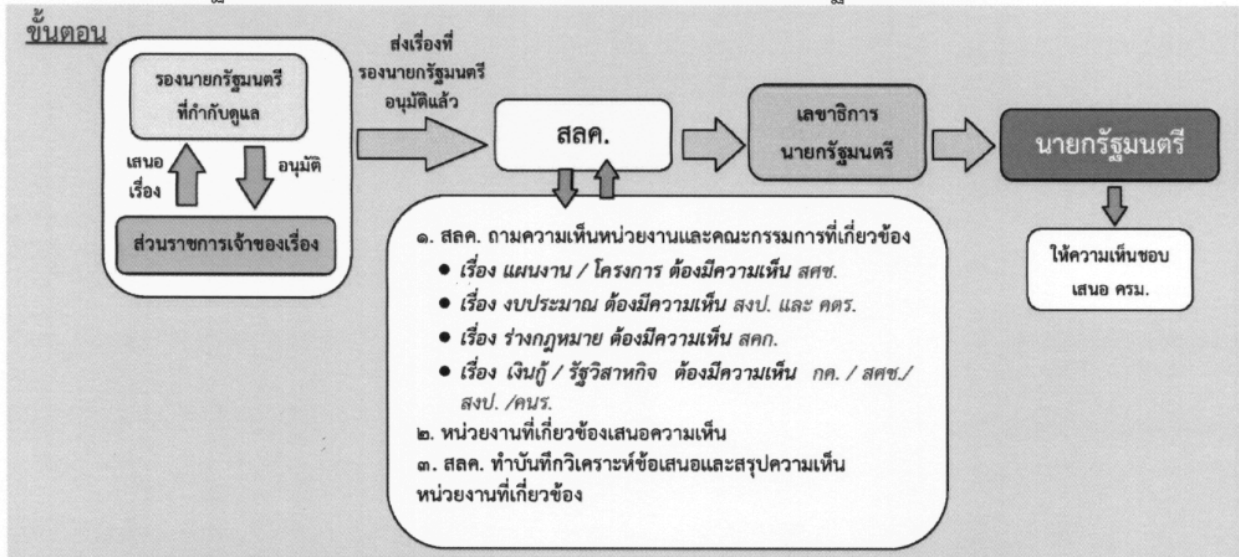 ขั้นตอน
รองนายกรัฐมนตรี
ที่กำกับดูแล
เสนอ
เรื่อง
อนุมัติ
ส่วนราชการเจ้าของเรื่อง
ส่งเรื่องที่
รองนายกรัฐมนตรี
อนุมัติแล้ว
สลค.
เลขาธิการ
นายกรัฐมนตรี
นายกรัฐมนตรี
ให้ความเห็นชอบ
เสนอ ครม.
๑. สลค. ถามความเห็นหน่วยงานและคณะกรรมการที่เกี่ยวข้อง
● เรื่อง แผนงาน / โครงการ ต้องมีความเห็น สศช.
● เรื่อง งบประมาณ ต้องมีความเห็น สงป. และ คตร.
● เรื่อง ร่างกฎหมาย ต้องมีความเห็น สคก.
● เรื่อง เงินกู้ / รัฐวิสาหกิจ ต้องมีความเห็น กค. / สศช./
สงป. /คนร.
๒. หน่วยงานที่เกี่ยวข้องเสนอความเห็น
๓. สลค. ทำบันทึกวิเคราะห์ข้อเสนอและสรุปความเห็น
หน่วยงานที่เกี่ยวข้อง